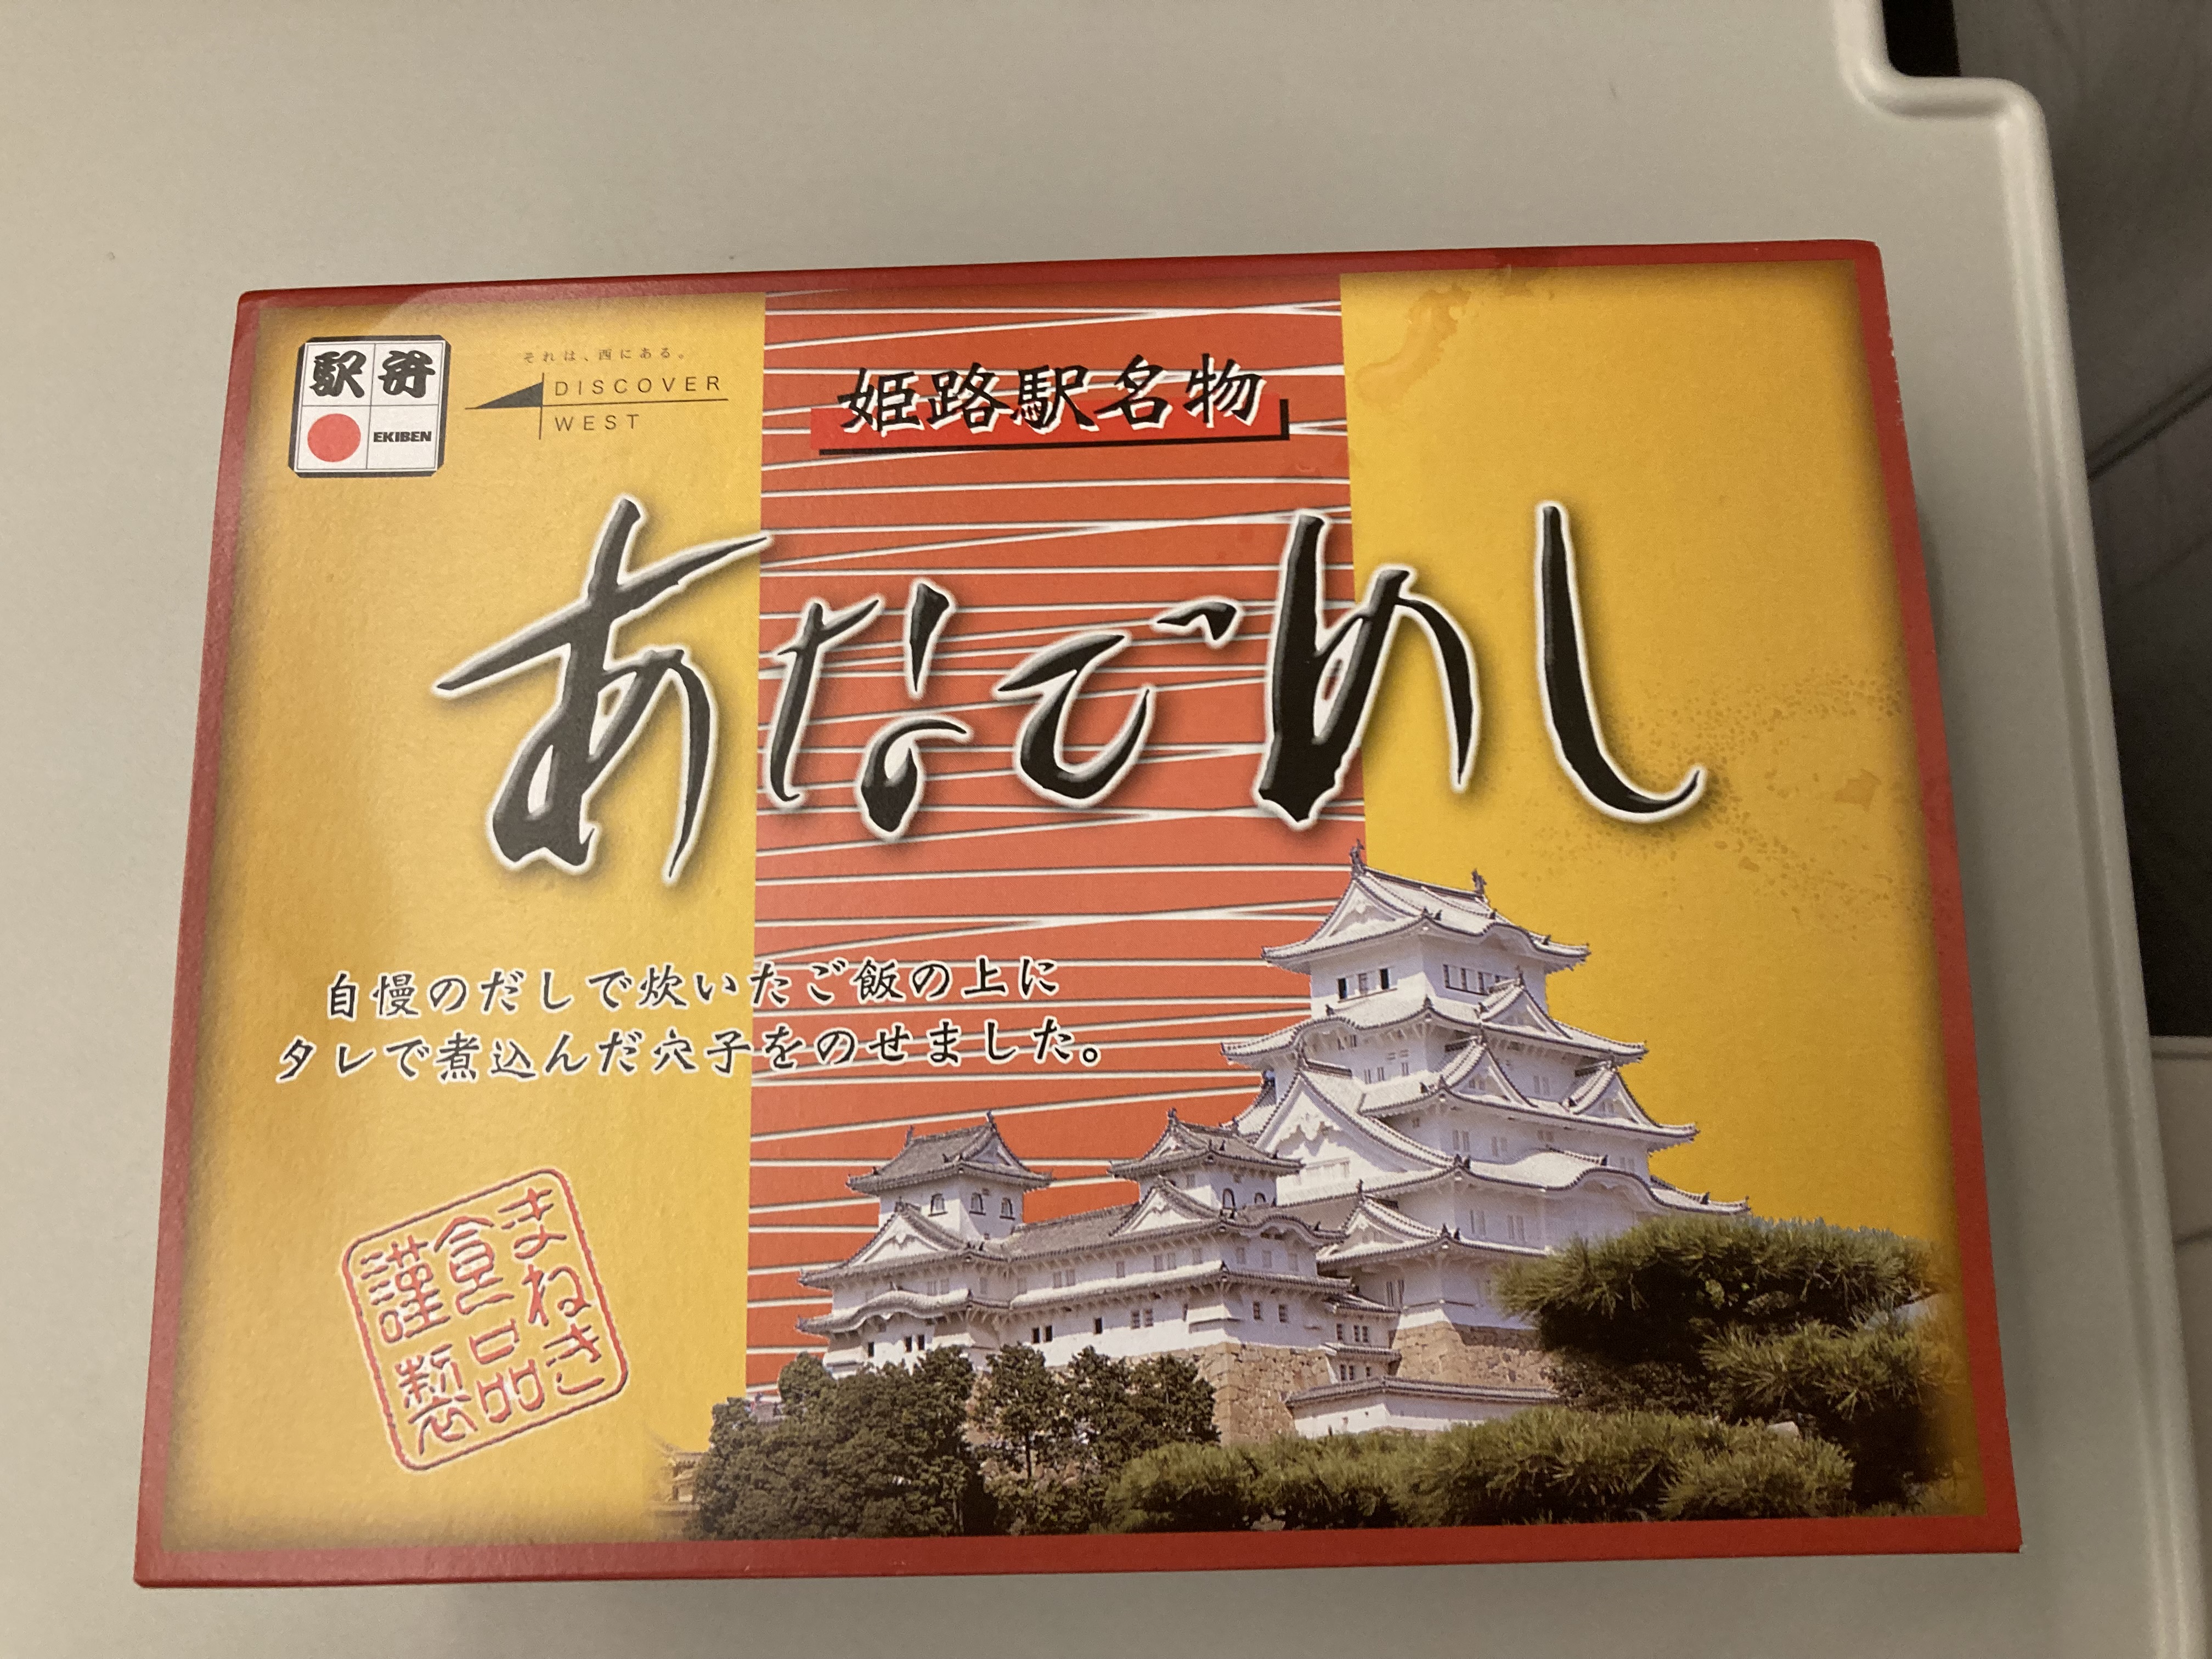 駅弁
EKIBEN
それは、西にある。
DISCOVER
WEST
姫路駅名物
あなごめし
自慢のだしで炊いたご飯の上に
タレで煮込んだ穴子をのせました。
まねき
食品
謹製